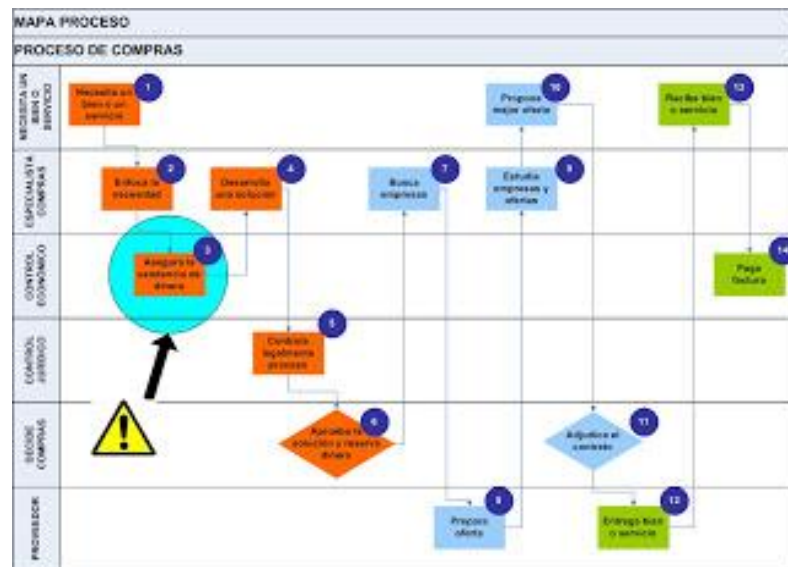 MAPA PROCESO
PROCESO DE COMPRAS
NECESITA UN
BIEN O
SERVICIO
ESPECIALISTA
COMPRAS
CONTROL
ECONÓMICO
CONTROL
JURÍDICO
DECIDE
COMPRAS
PROVEEDOR
Necesita un
bien o un
servicio
1
Enfoca la
necesidad
2
Asegura la
existencia de
dinero
3
Desarrolla
una solución
4
Controla
legalmente
proceso
5
Aprueba la
solución y reserva
dinero
6
Busca
empresas
7
Prepara
oferta
Estudia
empresas y
ofertas
9
Propone
mejor oferta
10
Adjudica el
contrato
11
Entrega bien
o servicio
12
Recibe bien
o servicio
Paga
factura
14